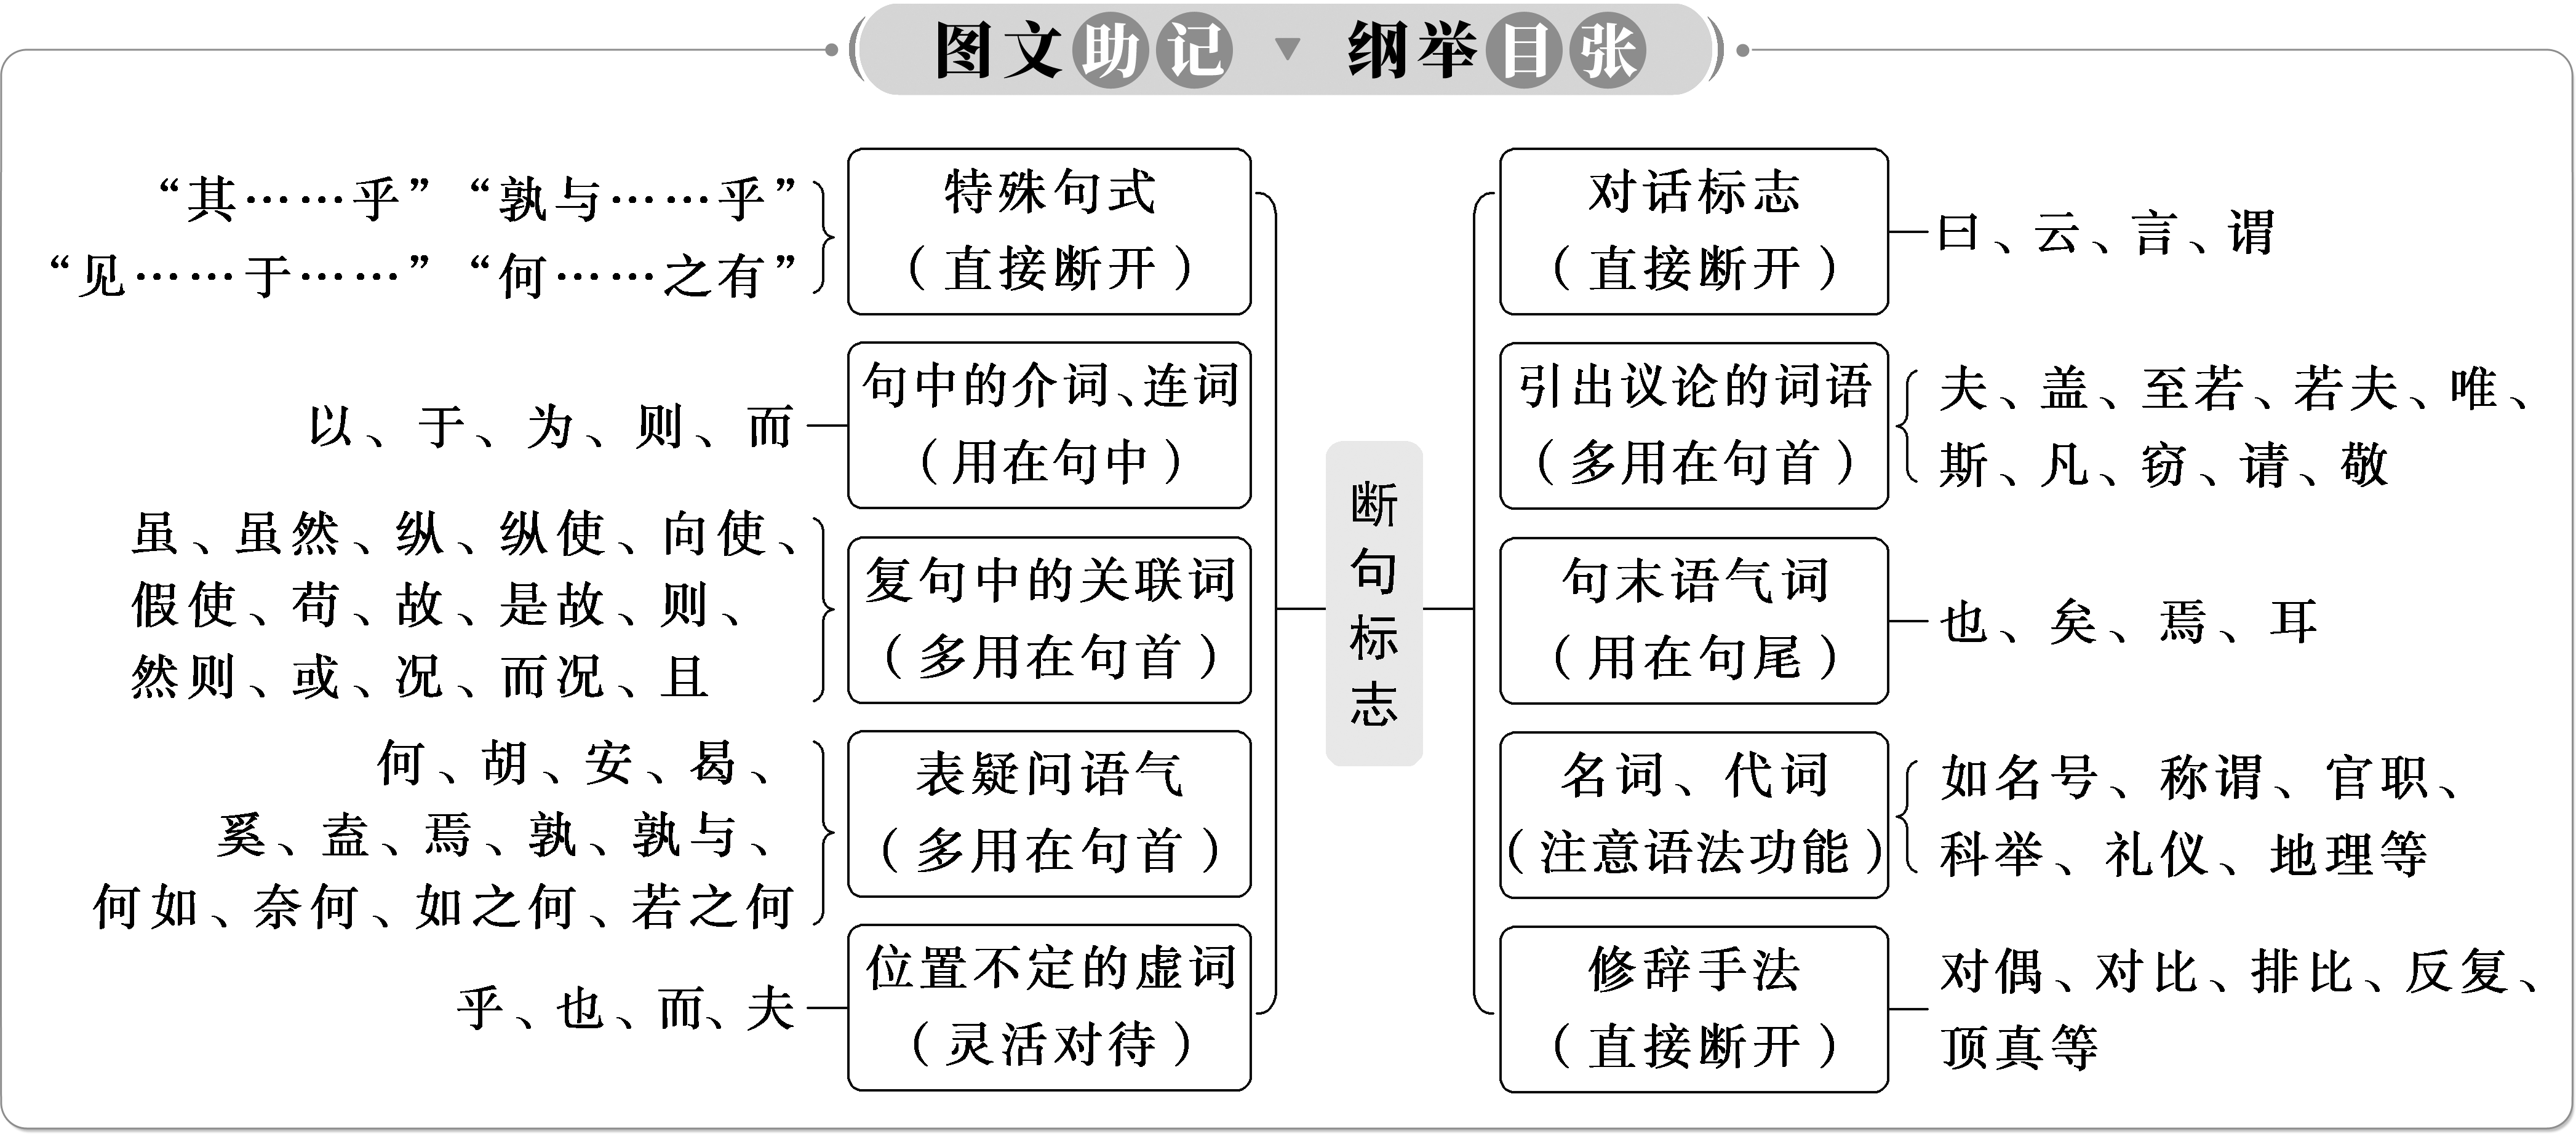 图文助记 ▼ 纲举目张
“其……乎” “孰与……乎”
“见……于……” “何……之有”
特殊句式
（直接断开）
以、于、为、则、而
句中的介词、连词
（用在句中）
虽、虽然、纵、纵使、向使、
假使、苟、故、是故、则、
然则、或、况、而况、且
复句中的关联词
（多用在句首）
何、胡、安、曷、
奚、盍、焉、孰、孰与、
何如、奈何、如之何、若之何
表疑问语气
（多用在句首）
乎、也、而、夫
位置不定的虚词
（灵活对待）
断句标志
对话标志
（直接断开）
曰、云、言、谓
引出议论的词语
（多用在句首）
夫、盖、至若、若夫、唯、
斯、凡、窃、请、敬
句末语气词
（用在句尾）
也、矣、焉、耳
名词、代词
（注意语法功能）
如名号、称谓、官职、
科举、礼仪、地理等
修辞手法
（直接断开）
对偶、对比、排比、反复、
顶真等